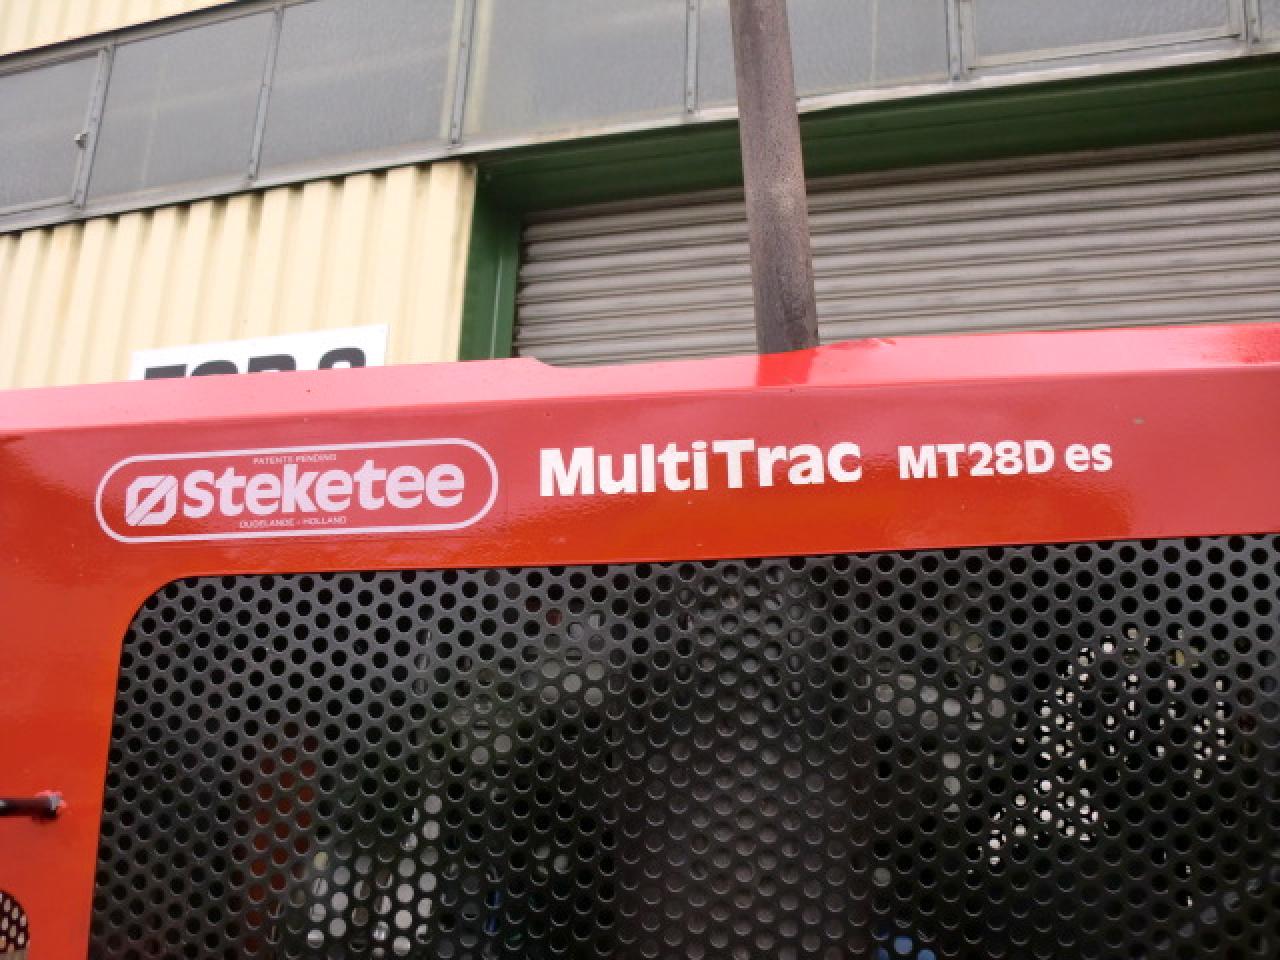 PATENTS PENDING
Steketee
OUDELANDE - HOLLAND
MultiTrac MT28D es